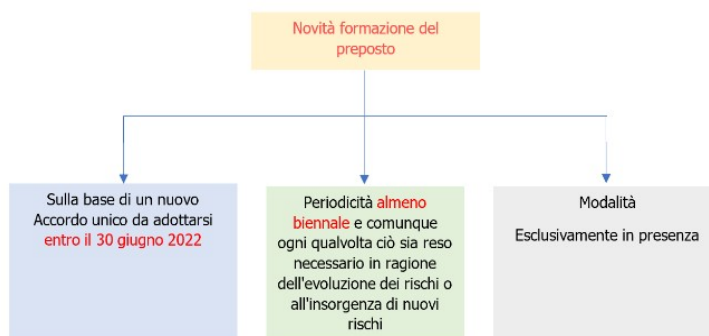 Novità formazione del
preposto
Sulla base di un nuovo
Accordo unico da adottarsi
entro il 30 giugno 2022
Periodicità almeno
biennale e comunque
ogni qualvolta ciò sia reso
necessario in ragione
dell'evoluzione dei rischi o
all'insorgenza di nuovi
rischi
Modalità
Esclusivamente in presenza